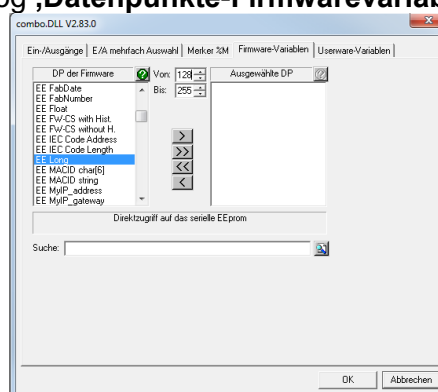 og „Datenpunkte-Firmwarevariab
combo.DLL V2.83.0
Ein-/Ausgänge
E/A mehrfach Auswahl
Merker %M
Firmware-Variablen
Userware-Variablen
DP der Firmware
Von: 128
Ausgewählte DP
Bis: 255
EE FabDate
EE FabNumber
EE Float
EE FW-CS with Hist.
EE FW-CS without H.
EE IEC Code Address
EE IEC Code Length
EE Long
EE MACID char[6]
EE MACID string
EE MyIP_address
EE MyIP_gateway
>
>>
<<
<
Direktzugriff auf das serielle EEprom
Suche:
OK
Abbrechen